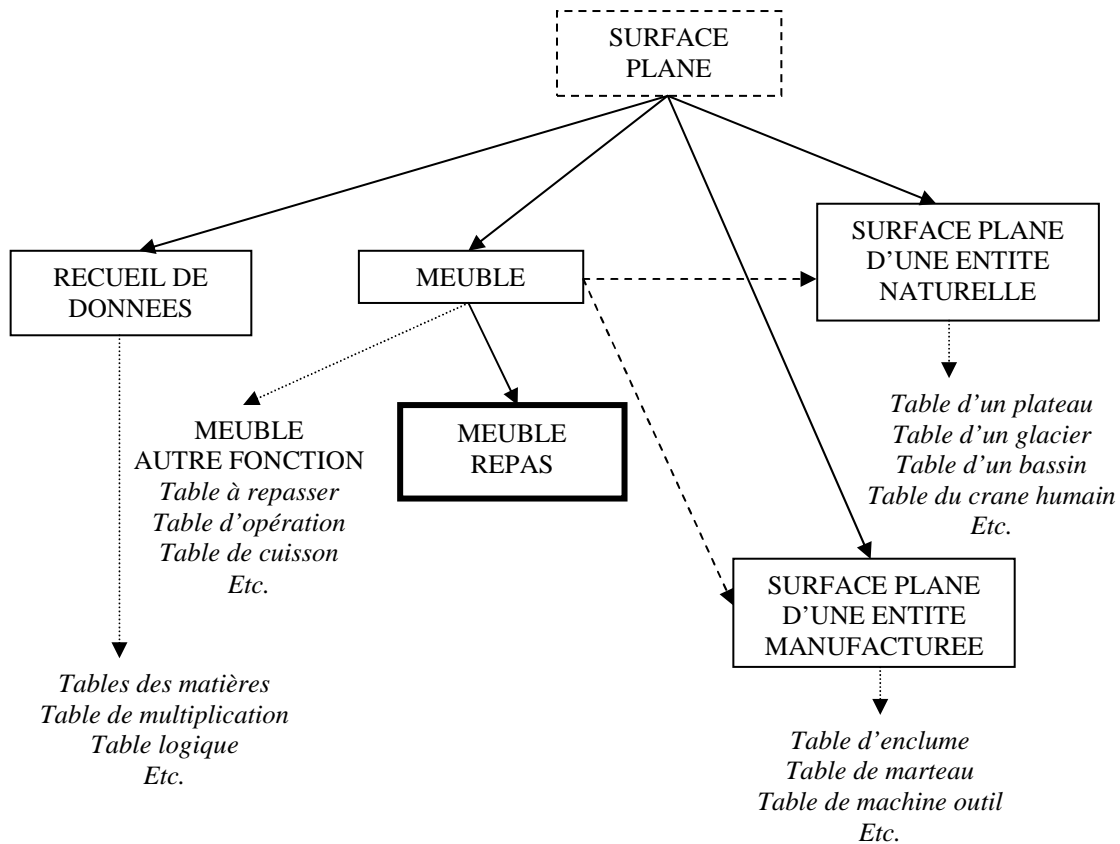 SURFACE
PLANE
RECUEIL DE
DONNEES
MEUBLE
SURFACE PLANE
D'UNE ENTITE
NATURELLE
MEUBLE
AUTRE FONCTION
Table à repasser
Table d'opération
Table de cuisson
Etc.
MEUBLE
REPAS
Table d'un plateau
Table d'un glacier
Table d'un bassin
Table du crane humain
Etc.
SURFACE PLANE
D'UNE ENTITE
MANUFACTUREE
Tables des matières
Table de multiplication
Table logique
Etc.
Table d'enclume
Table de marteau
Table de machine outil
Etc.